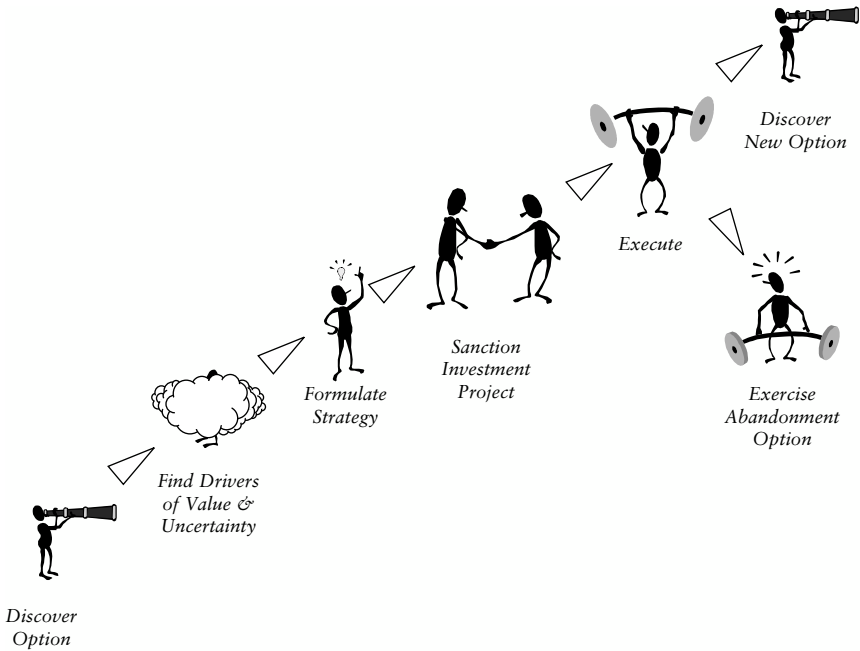 Discover
New Option
Execute
Sanction
Investment
Project
Formulate
Strategy
Exercise
Abandonment
Option
Find Drivers
of Value &
Uncertainty
Discover
Option